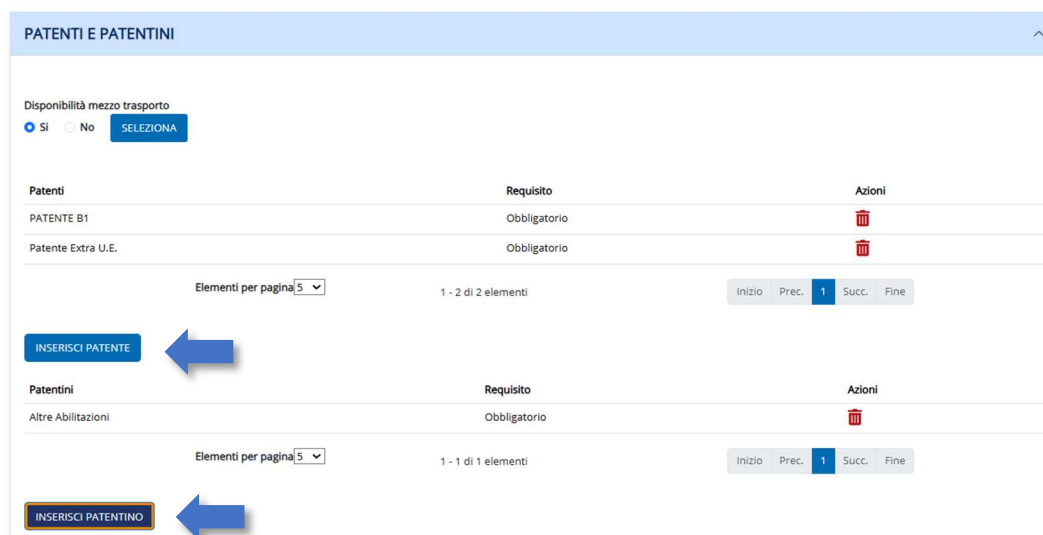 PATENTI E PATENTINI
Disponibilità mezzo trasporto
Si No SELEZIONA
Patenti Requisito Azioni
PATENTE B1 Obbligatorio
Patente Extra U.E. Obbligatorio
Elementi per pagina 5 1 - 2 di 2 elementi Inizio Prec. 1 Succ. Fine
INSERISCI PATENTE
Patentini Requisito Azioni
Altre Abilitazioni Obbligatorio
Elementi per pagina 5 1 - 1 di 1 elementi Inizio Prec. 1 Succ. Fine
INSERISCI PATENTINO